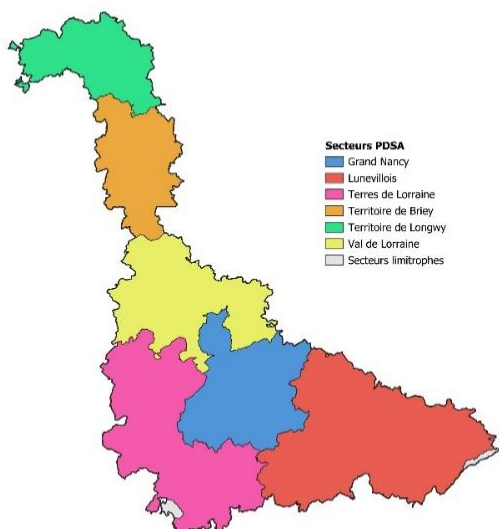 Secteurs PDSA
Grand Nancy
Lunevillois
Terres de Lorraine
Territoire de Briey
Territoire de Longwy
Val de Lorraine
Secteurs limitrophes